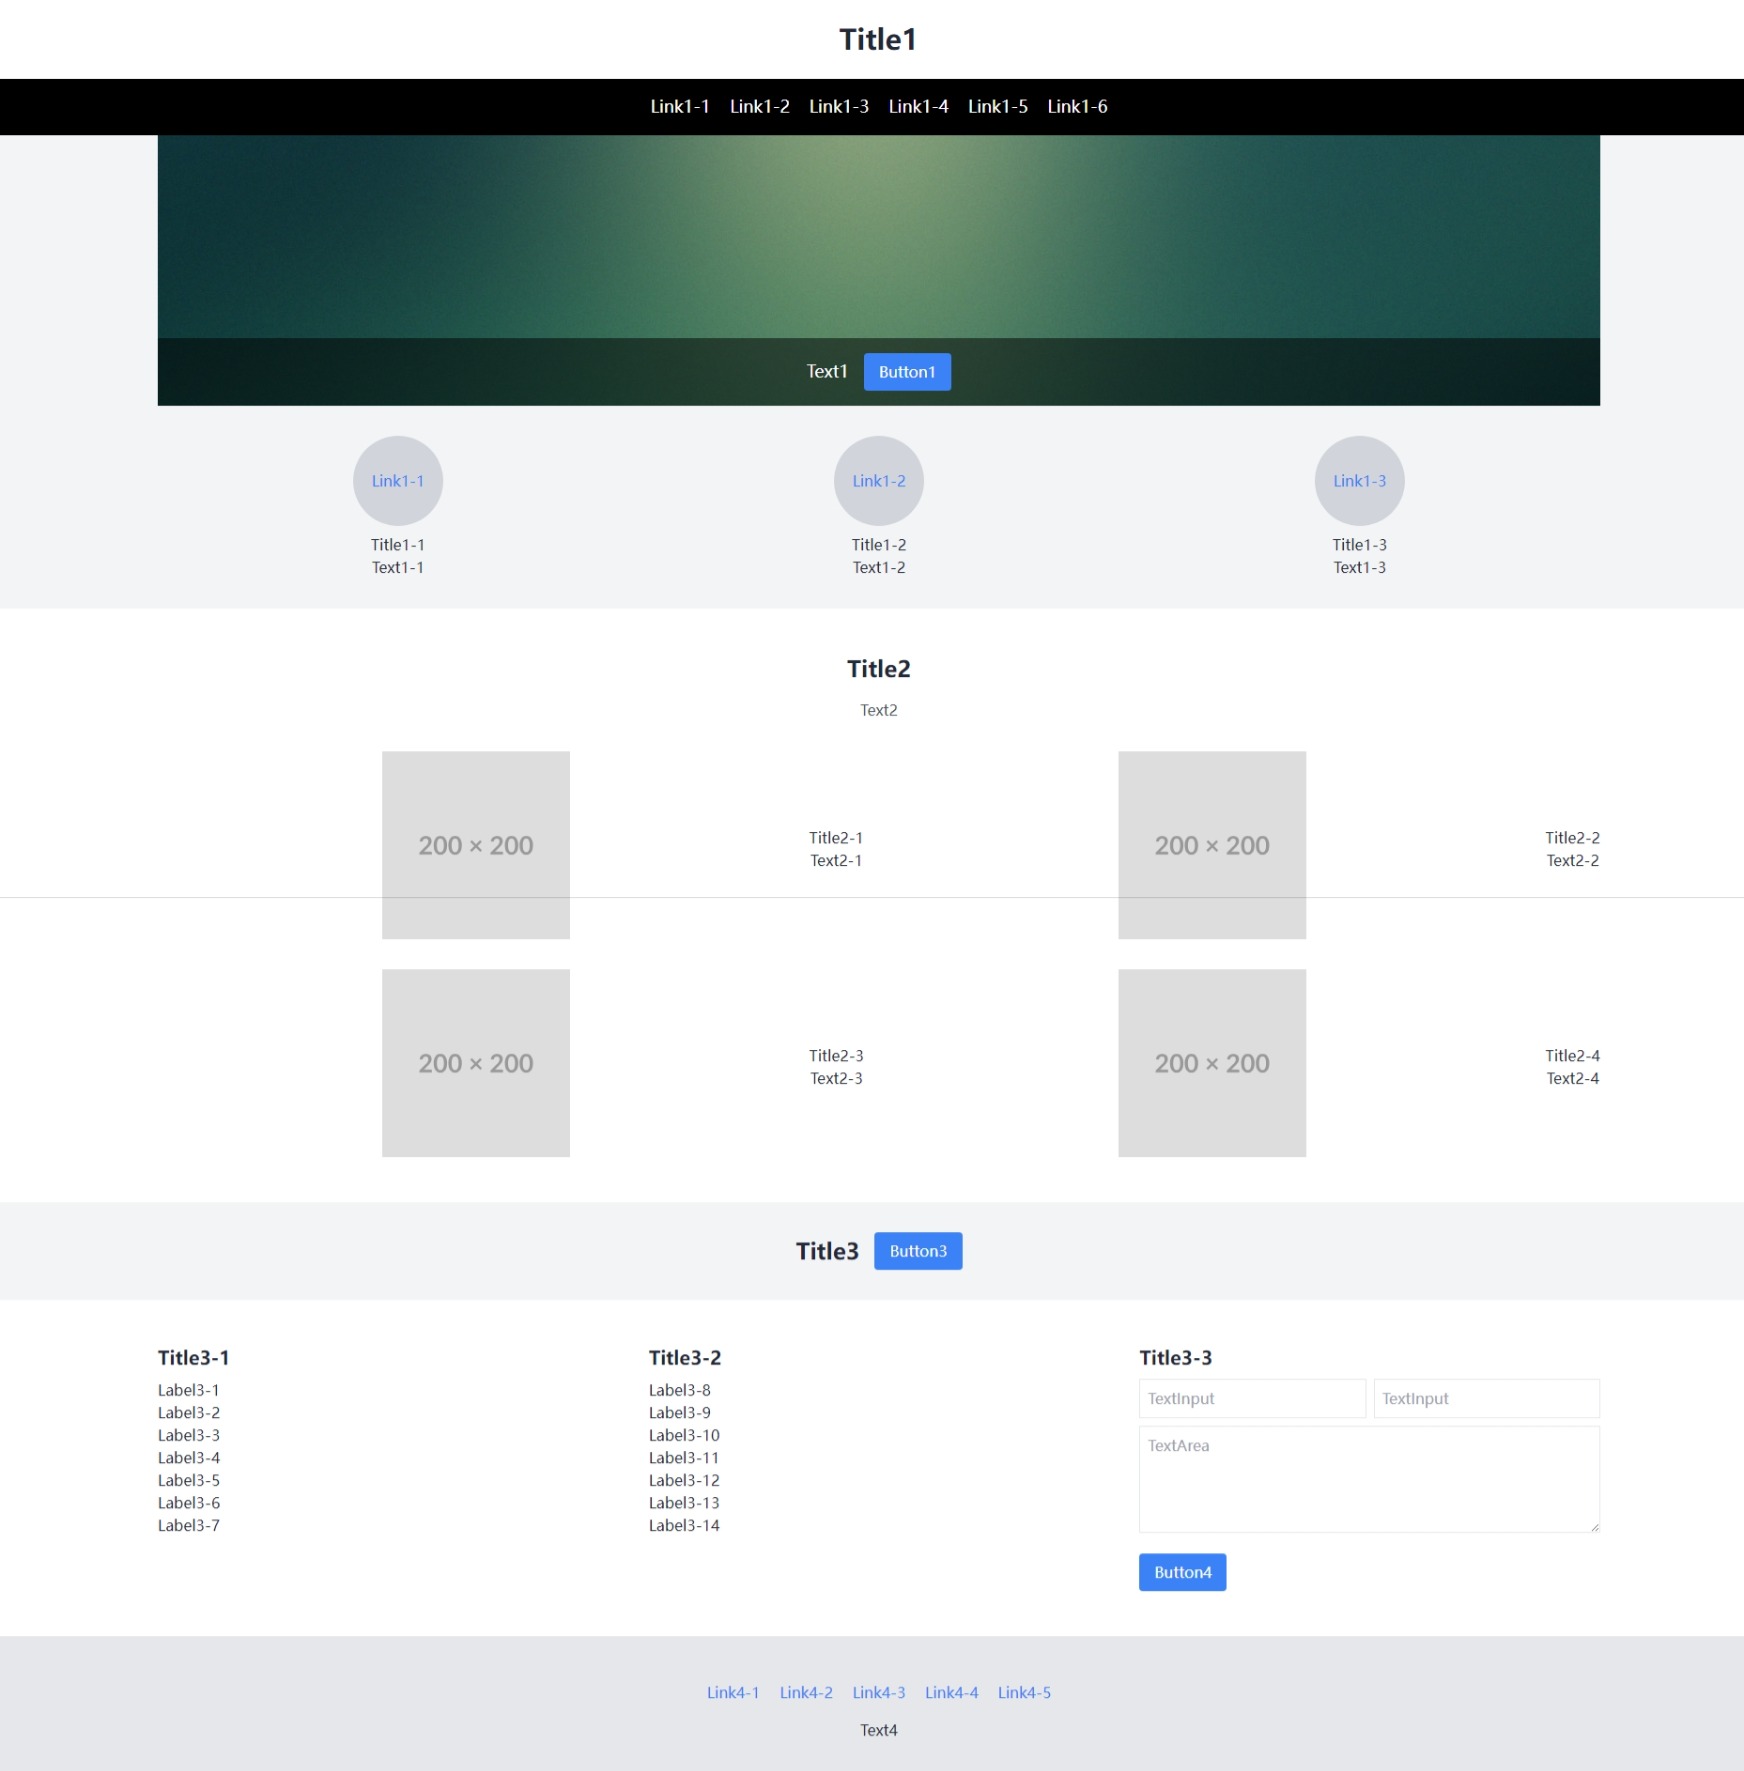 Title1
Link1-1 Link1-2 Link1-3 Link1-4 Link1-5 Link1-6
Text1 Button1
Link1-1 Link1-2 Link1-3
Title1-1 Title1-2 Title1-3
Text1-1 Text1-2 Text1-3
Title2
Text2
200 × 200
Title2-1
Text2-1
200 × 200
Title2-2
Text2-2
200 × 200
Title2-3
Text2-3
200 × 200
Title2-4
Text2-4
Title3 Button3
Title3-1
Label3-1
Label3-2
Label3-3
Label3-4
Label3-5
Label3-6
Label3-7
Title3-2
Label3-8
Label3-9
Label3-10
Label3-11
Label3-12
Label3-13
Label3-14
Title3-3
TextInput TextInput
TextArea
Button4
Link4-1 Link4-2 Link4-3 Link4-4 Link4-5
Text4